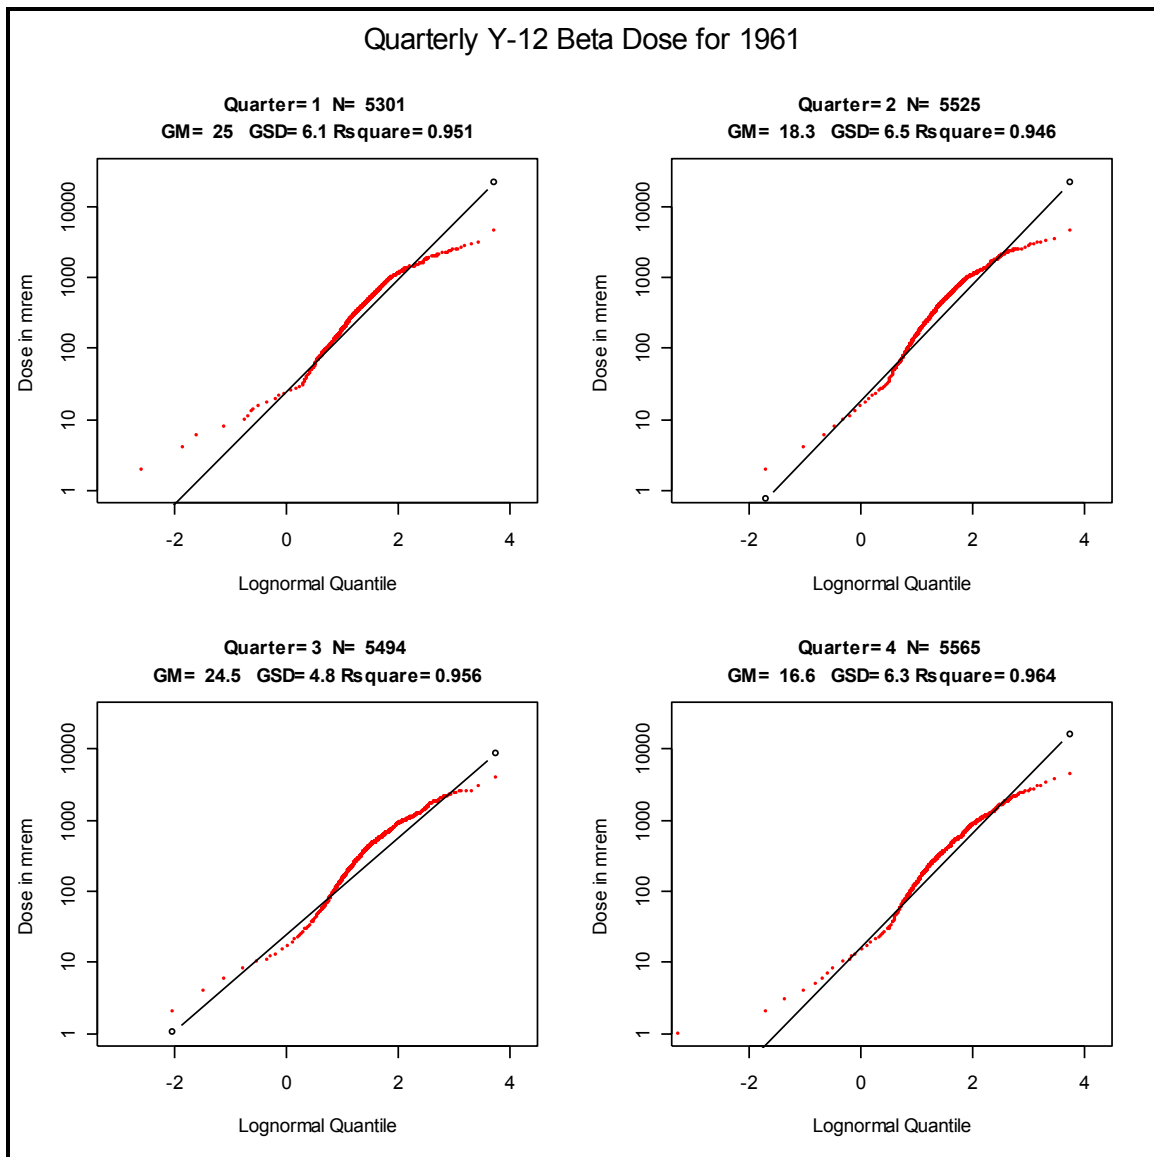 Quarterly Y-12 Beta Dose for 1961
Quarter= 1 N= 5301
GM= 25 GSD= 6.1 Rsquare= 0.951
Dose in mrem
10000
1000
100
10
1
-2 0 2 4
Lognormal Quantile
Quarter= 2 N= 5525
GM= 18.3 GSD= 6.5 Rsquare= 0.946
Dose in mrem
10000
1000
100
10
1
-2 0 2 4
Lognormal Quantile
Quarter= 3 N= 5494
GM= 24.5 GSD= 4.8 Rsquare= 0.956
Dose in mrem
10000
1000
100
10
1
-2 0 2 4
Lognormal Quantile
Quarter= 4 N= 5565
GM= 16.6 GSD= 6.3 Rsquare= 0.964
Dose in mrem
10000
1000
100
10
1
-2 0 2 4
Lognormal Quantile